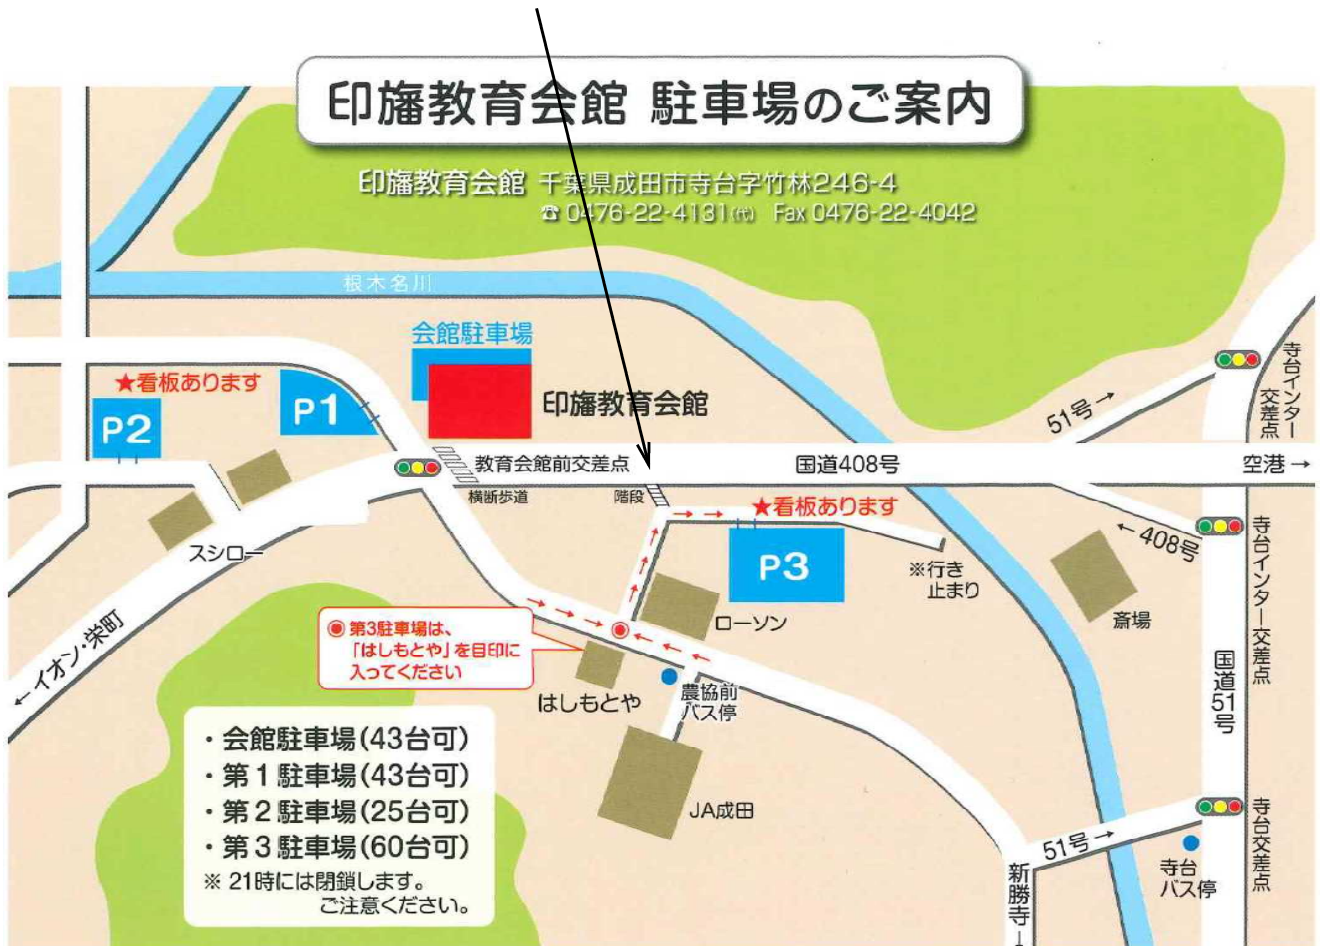 印旛教育会館 駐車場のご案内
印旛教育会館 千葉県成田市寺台字竹林246-4
☎ 0476-22-4131(代) Fax 0476-22-4042
根木名川
会館駐車場
★看板あります
P1
P2
印旛教育会館
51号→
寺台インター
交差点
教育会館前交差点
国道408号
空港→
横断歩道
階段
★看板あります
←408号
寺台インター交差点
スシロー
P3
※行き
止まり
斎場
ローソン
◉ 第3駐車場は、
「はしもとや」を目印に
入ってください
←イオン・栄町
はしもとや
農協前
バス停
国道51号
・会館駐車場(43台可)
・第1駐車場(43台可)
・第2駐車場(25台可)
・第3駐車場(60台可)
※ 21時には閉鎖します。
ご注意ください。
JA成田
51号→
寺台交差点
新勝寺→
寺台
バス停